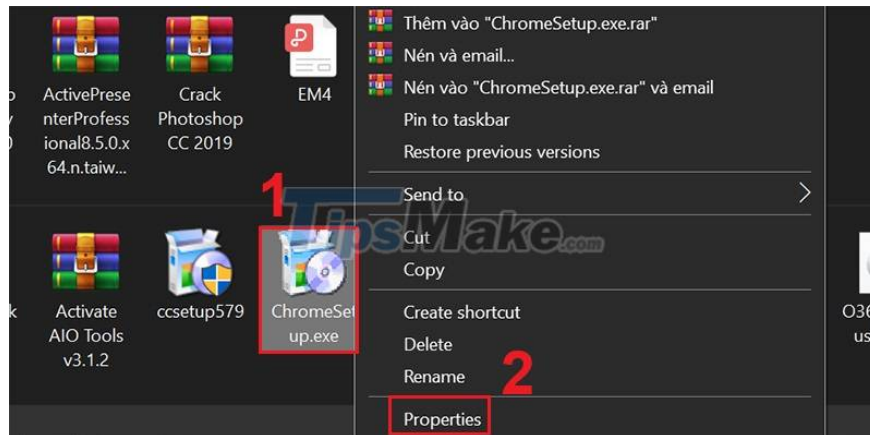 ActivePrese
nterProfess
ional8.5.0.x
64.n.taiw...
Crack
Photoshop
CC 2019
EM4
Activate
AIO Tools
v3.1.2
ccsetup579
1
ChromeSet
up.exe
Thêm vào "ChromeSetup.exe.rar"
Nén và email...
Nén vào "ChromeSetup.exe.rar" và email
Pin to taskbar
Restore previous versions
Send to
Cut
Copy
Create shortcut
Delete
Rename
2
Properties
TipsMake.com
O36
us